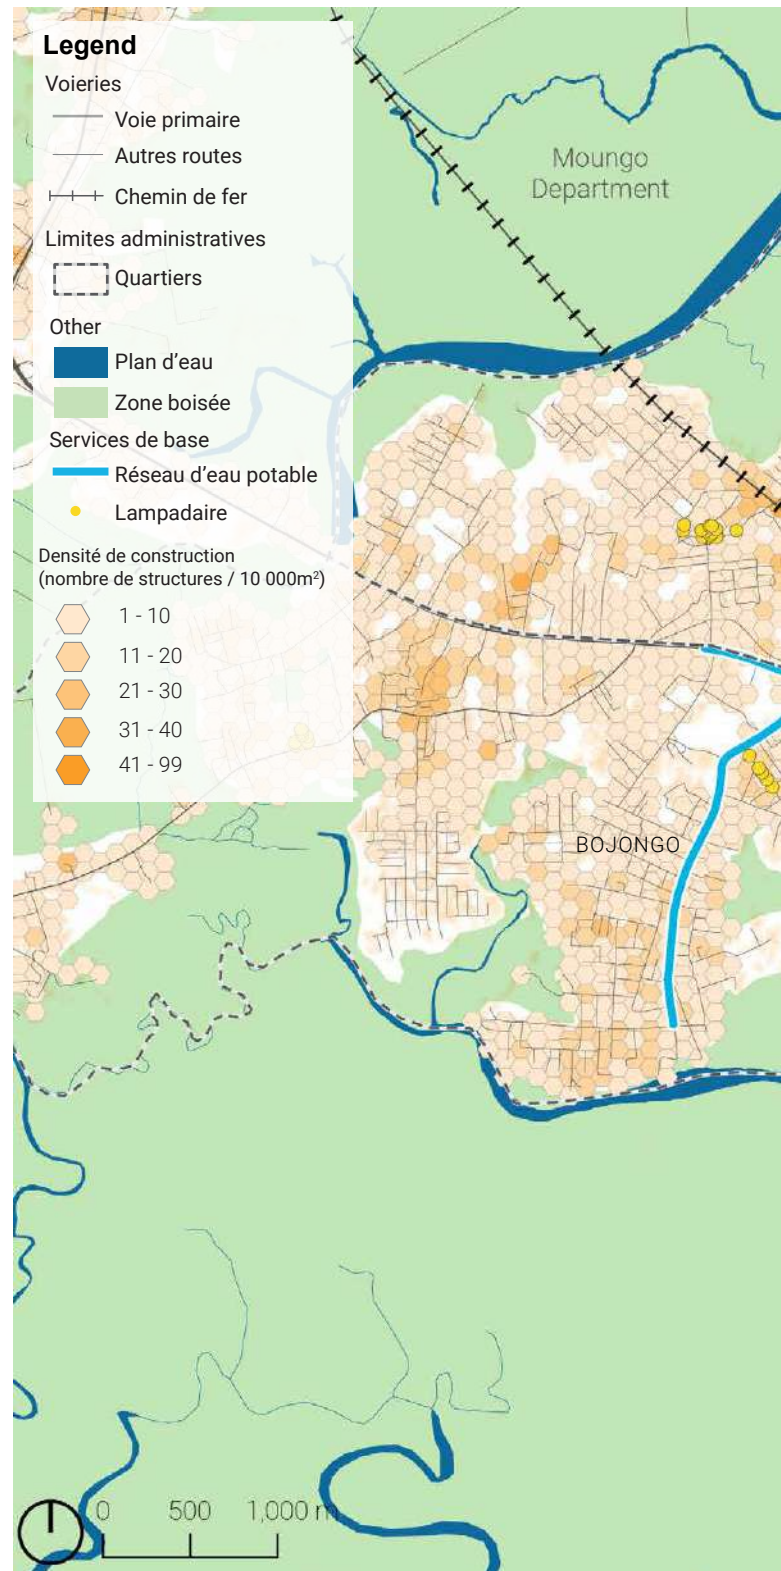 Legend
Voieries
Voie primaire
Autres routes
Chemin de fer
Limites administratives
Quartiers
Other
Plan d'eau
Zone boisée
Services de base
Réseau d'eau potable
Lampadaire
Densité de construction
(nombre de structures / 10 000m²)
1 - 10
11 - 20
21 - 30
31 - 40
41 - 99
Moungo
Department
BOJONGO
0 500 1,000 m